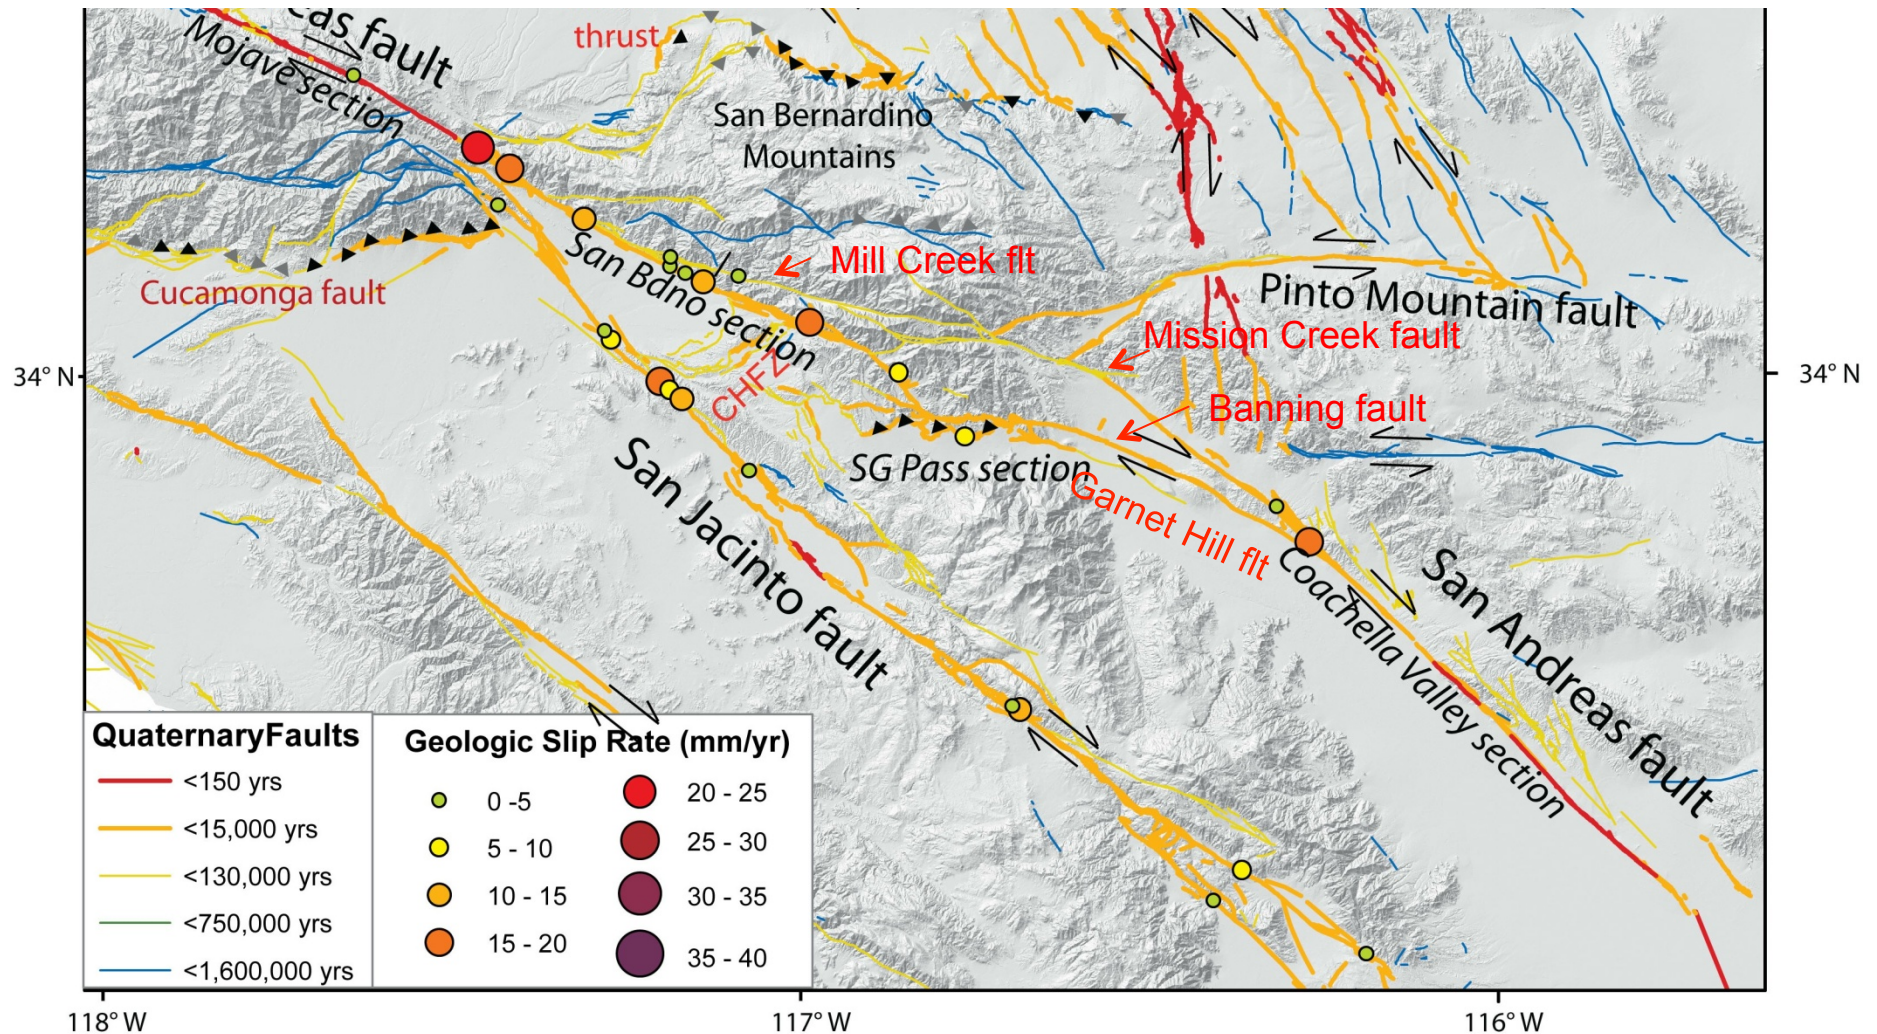 eas fault
Mojave section
thrust
San Bernardino
Mountains
Mill Creek flt
Cucamonga fault
San Bdno section
Pinto Mountain fault
Mission Creek fault
34° N
34° N
CHFZ
Banning fault
SG Pass section
Garnet Hill flt
San Jacinto fault
Coachella Valley section
San Andreas fault
QuaternaryFaults
<150 yrs
<15,000 yrs
<130,000 yrs
<750,000 yrs
<1,600,000 yrs
Geologic Slip Rate (mm/yr)
0 -5
5 - 10
10 - 15
15 - 20
20 - 25
25 - 30
30 - 35
35 - 40
118° W
117° W
116° W